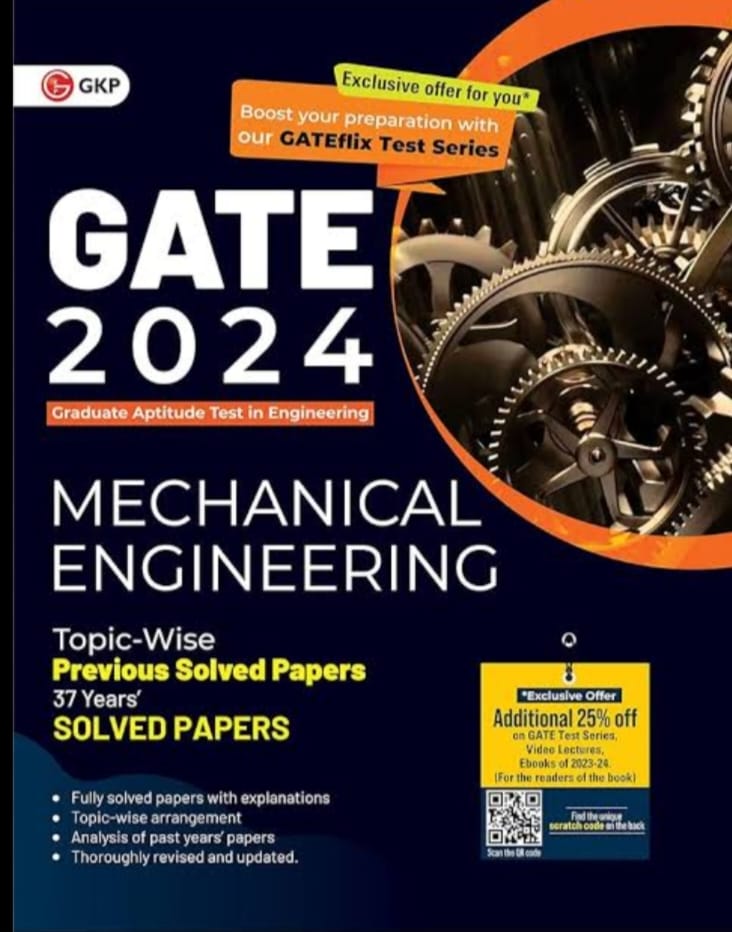 GKP
Exclusive offer for you*
Boost your preparation with
our GATEflix Test Series
GATE
2024
Graduate Aptitude Test in Engineering
MECHANICAL
ENGINEERING
Topic-Wise
Previous Solved Papers
37 Years'
SOLVED PAPERS
• Fully solved papers with explanations
• Topic-wise arrangement
• Analysis of past years' papers
• Thoroughly revised and updated.
*Exclusive Offer
Additional 25% off
on GATE Test Series,
Video Lectures,
Ebooks of 2023-24.
(For the readers of the book)
Find the unique
scratch code on the back
Scan the QR code